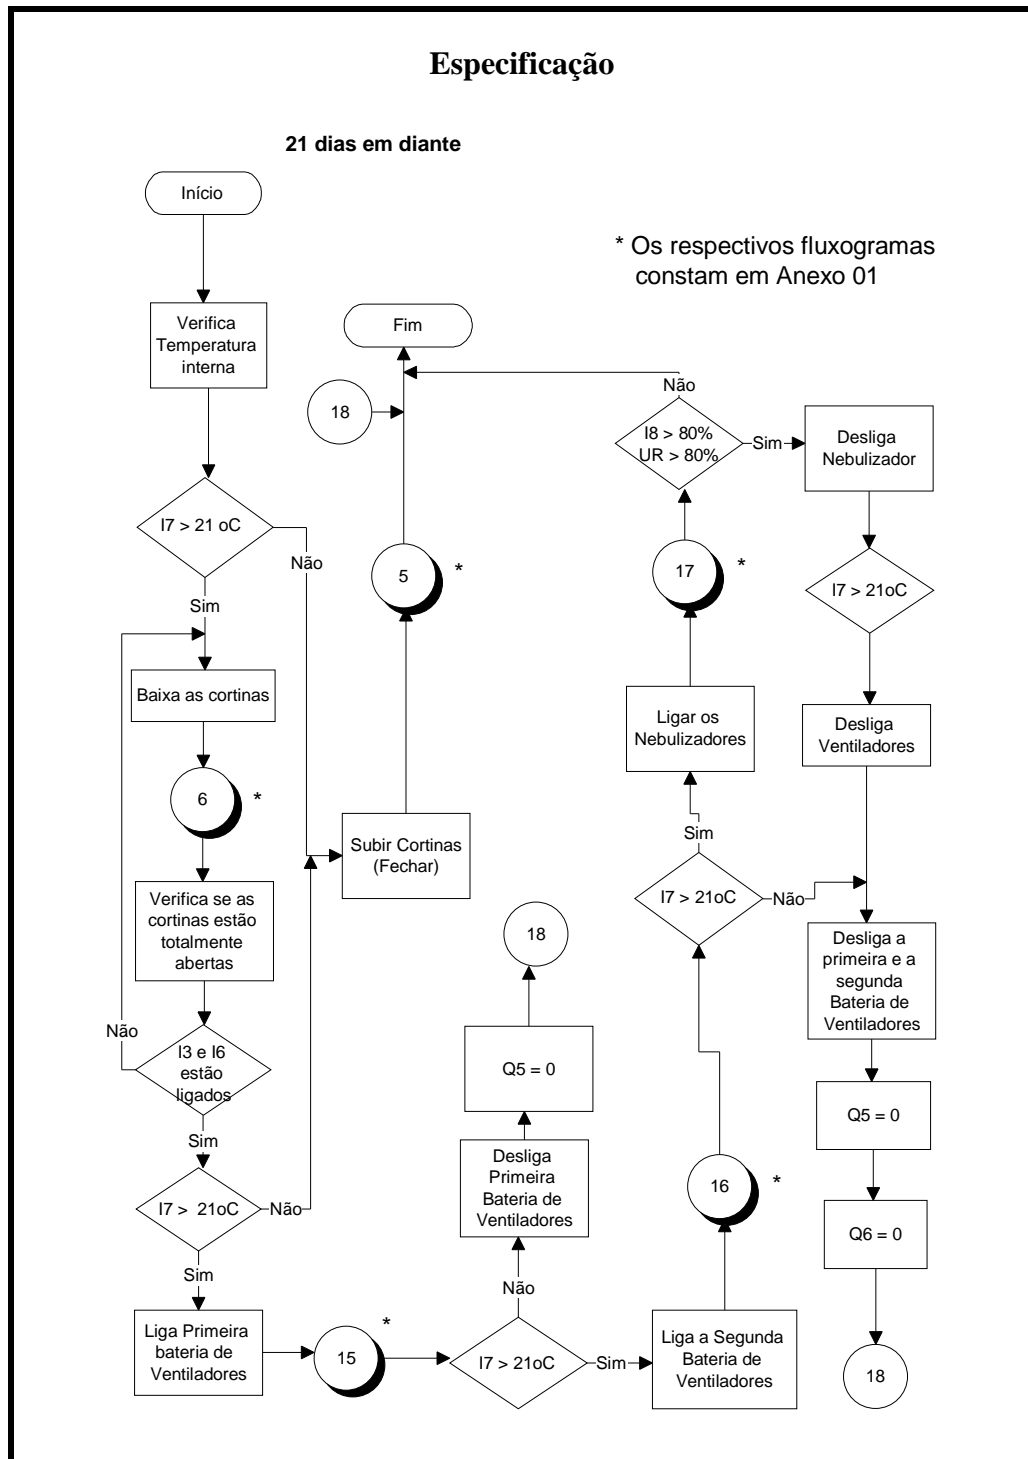 Especificação
21 dias em diante
Início
* Os respectivos fluxogramas
constam em Anexo 01
Verifica
Temperatura
interna
Fim
18
Não
I8 > 80%
UR > 80%
Sim
Desliga
Nebulizador
I7 > 21 oC
Não
Sim
5
*
17
*
I7 > 21oC
Baixa as cortinas
Ligar os
Nebulizadores
Desliga
Ventiladores
6
*
Subir Cortinas
(Fechar)
Sim
I7 > 21oC
Não
Verifica se as
cortinas estão
totalmente
abertas
18
Desliga a
primeira e a
segunda
Bateria de
Ventiladores
Não
I3 e I6
estão
ligados
Q5 = 0
Q5 = 0
Sim
Desliga
Primeira
Bateria de
Ventiladores
16
*
I7 > 21oC
Não
Q6 = 0
Sim
Não
Liga Primeira
bateria de
Ventiladores
15
*
I7 > 21oC
Sim
Liga a Segunda
Bateria de
Ventiladores
18